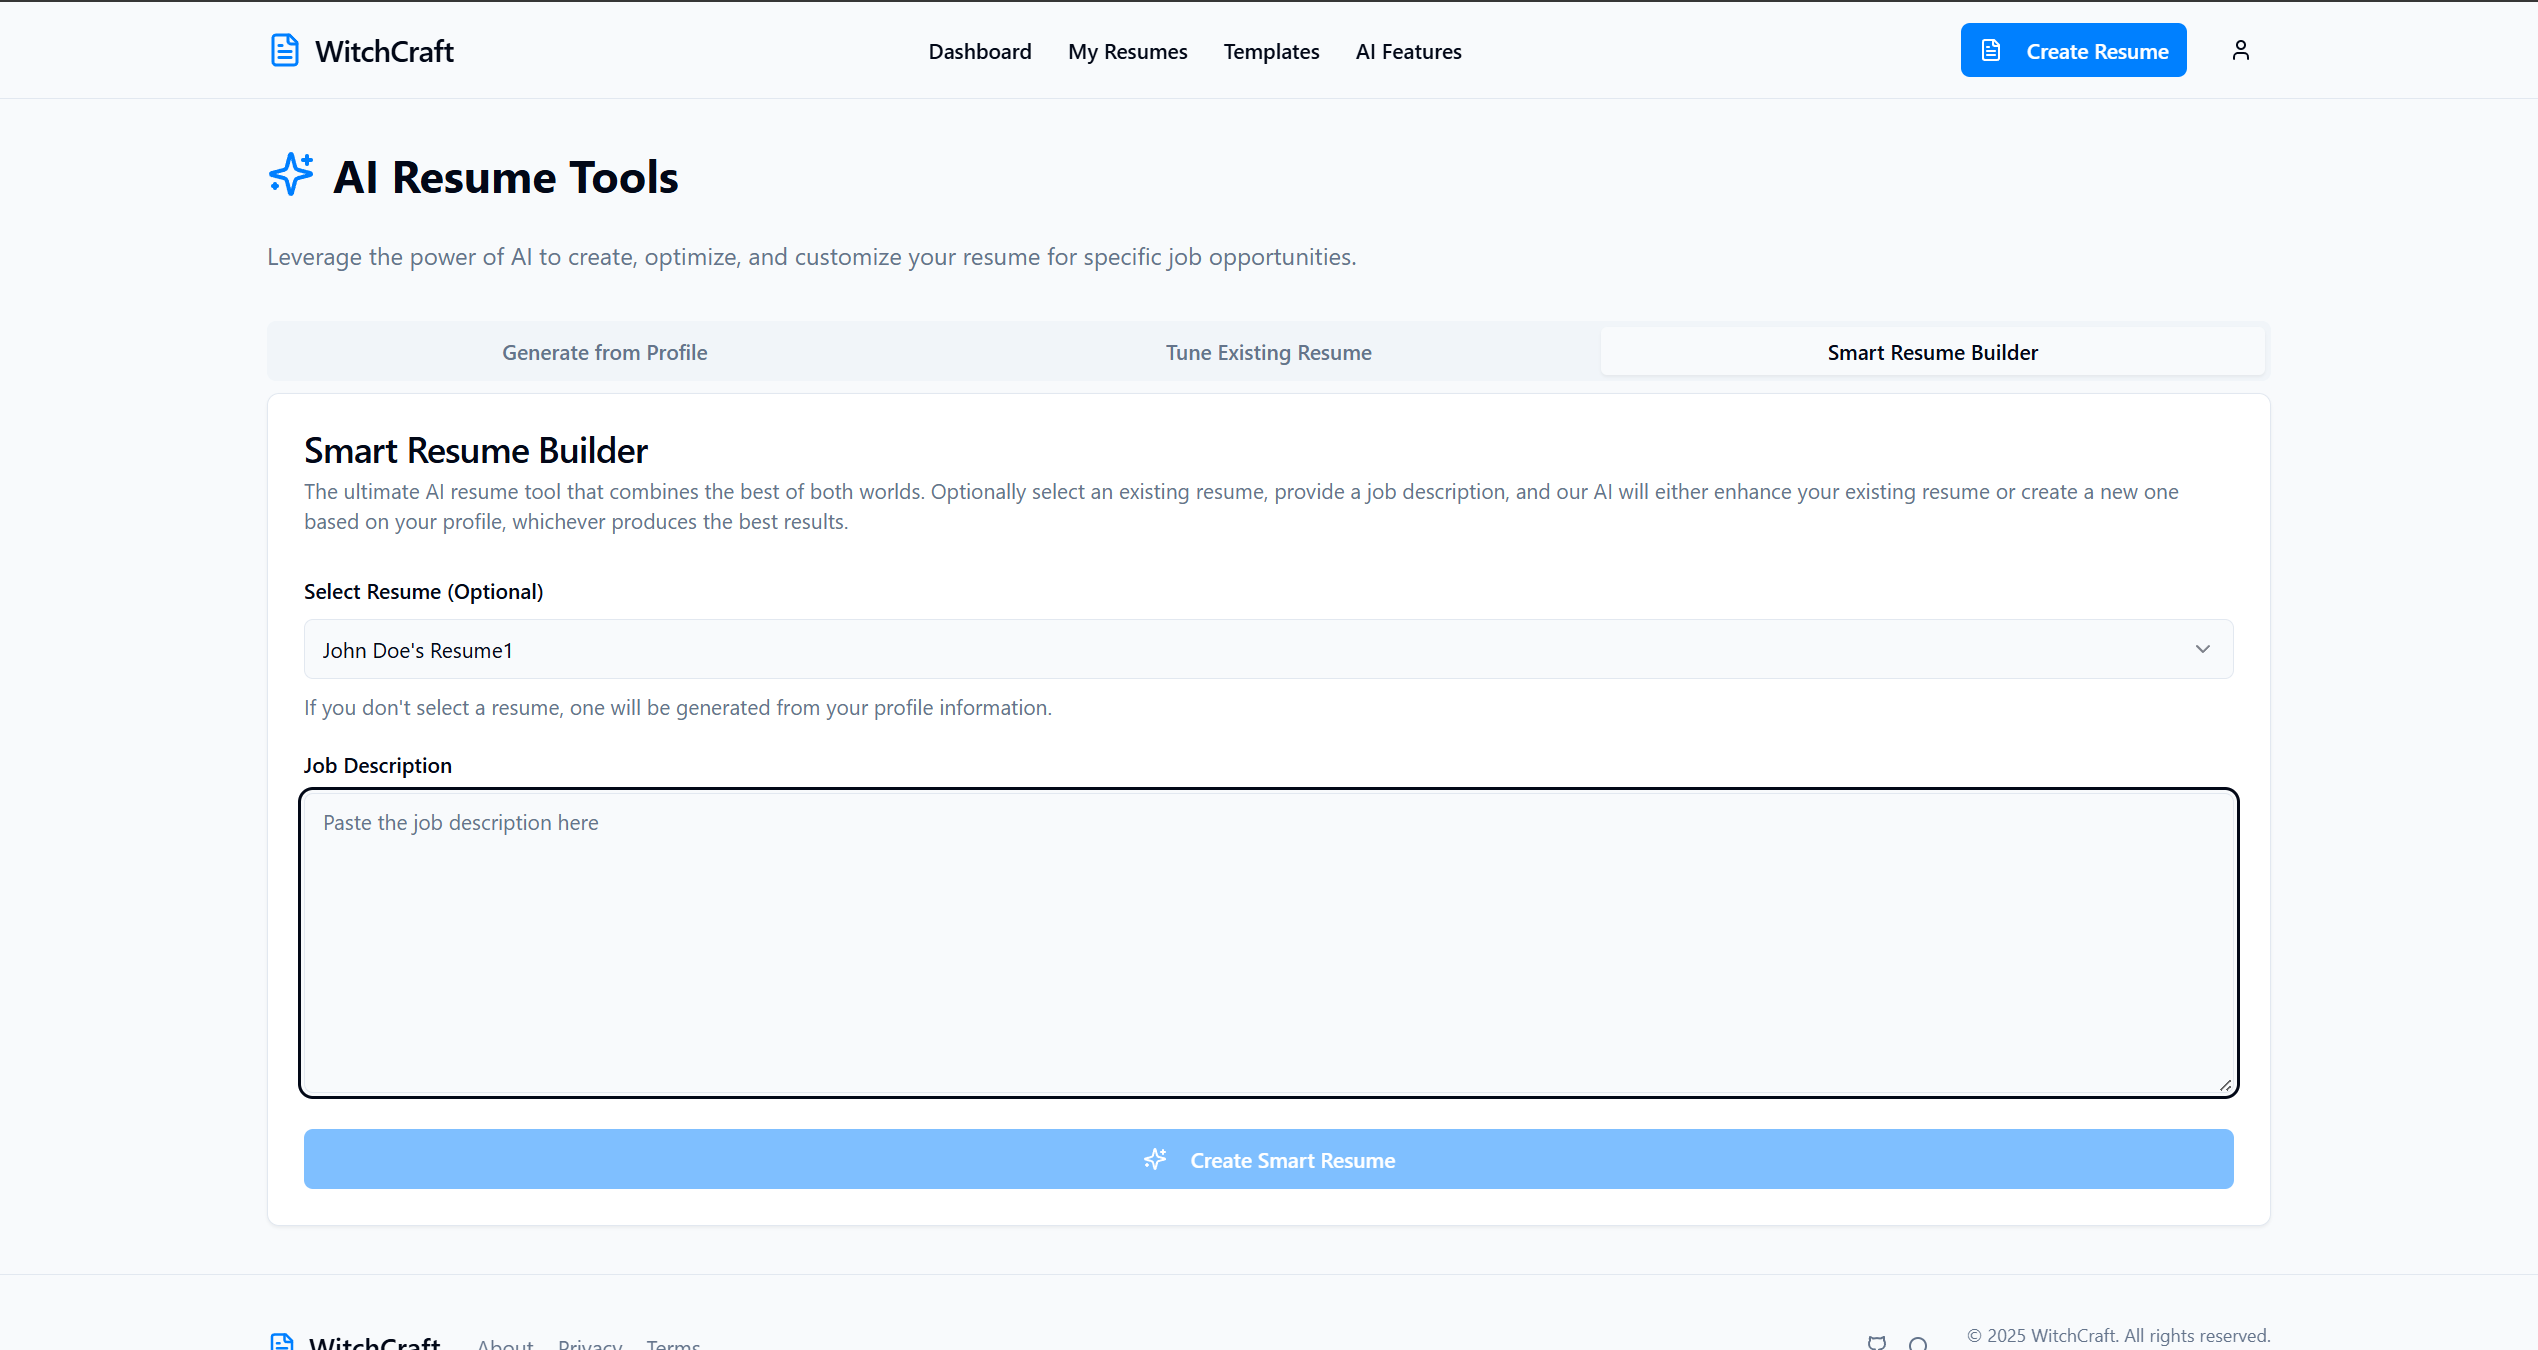 WitchCraft
Dashboard
My Resumes
Templates
AI Features
Create Resume
AI Resume Tools
Leverage the power of AI to create, optimize, and customize your resume for specific job opportunities.
Generate from Profile
Tune Existing Resume
Smart Resume Builder
Smart Resume Builder
The ultimate AI resume tool that combines the best of both worlds. Optionally select an existing resume, provide a job description, and our AI will either enhance your existing resume or create a new one
based on your profile, whichever produces the best results.
Select Resume (Optional)
John Doe's Resume1
If you don't select a resume, one will be generated from your profile information.
Job Description
Paste the job description here
Create Smart Resume
WitchCraft
About
Privacy
Terms
© 2025 WitchCraft. All rights reserved.